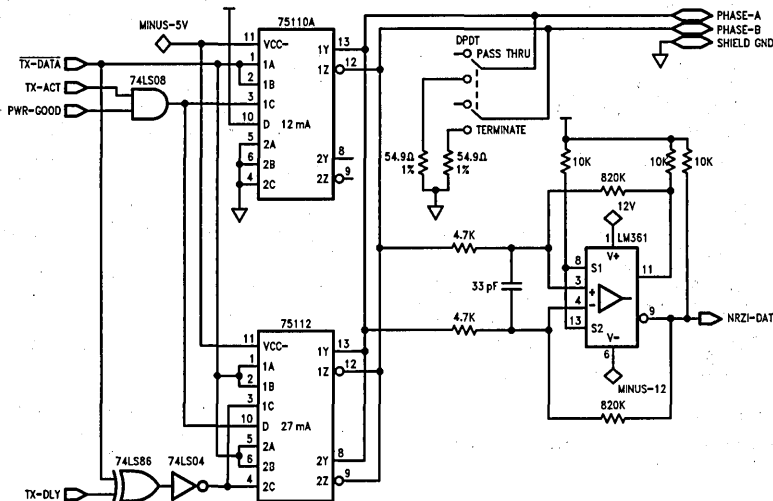 MINUS-5V
TX-DATA
TX-ACT
PWR-GOOD
74LS08
75110A
11 VCC-
1 1A
2 1B
3 1C
10 D
12 mA
5 2A
6 2B
4 2C
1Y 13
1Z 12
2Y 8
2Z 9
DPDT
PASS THRU
TERMINATE
54.9Ω
1%
54.9Ω
1%
PHASE-A
PHASE-B
SHIELD GND
10K
10K
10K
820K
12V
1
LM361
V+
8 S1
3 +
4 -
13 S2
V-
6
11
9
MINUS-12
820K
NRZI-DAT
4.7K
33 pF
4.7K
75112
11 VCC-
1 1A
2 1B
3 1C
10 D
27 mA
5 2A
6 2B
4 2C
1Y 13
1Z 12
2Y 8
2Z 9
74LS86
74LS04
TX-DLY